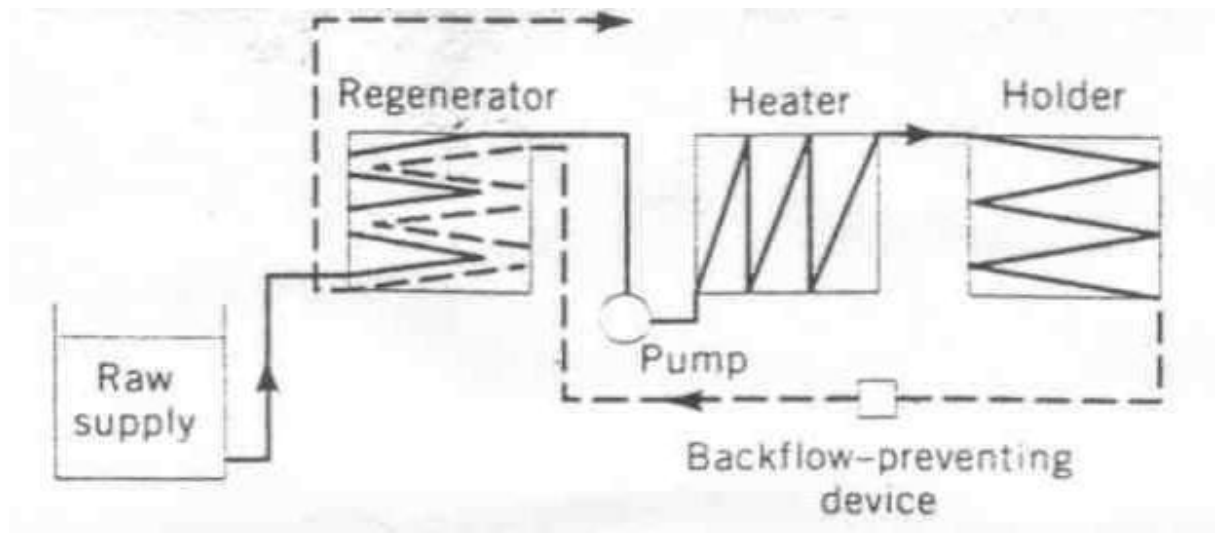 Regenerator
Heater
Holder
Raw
supply
Pump
Backflow-preventing
device